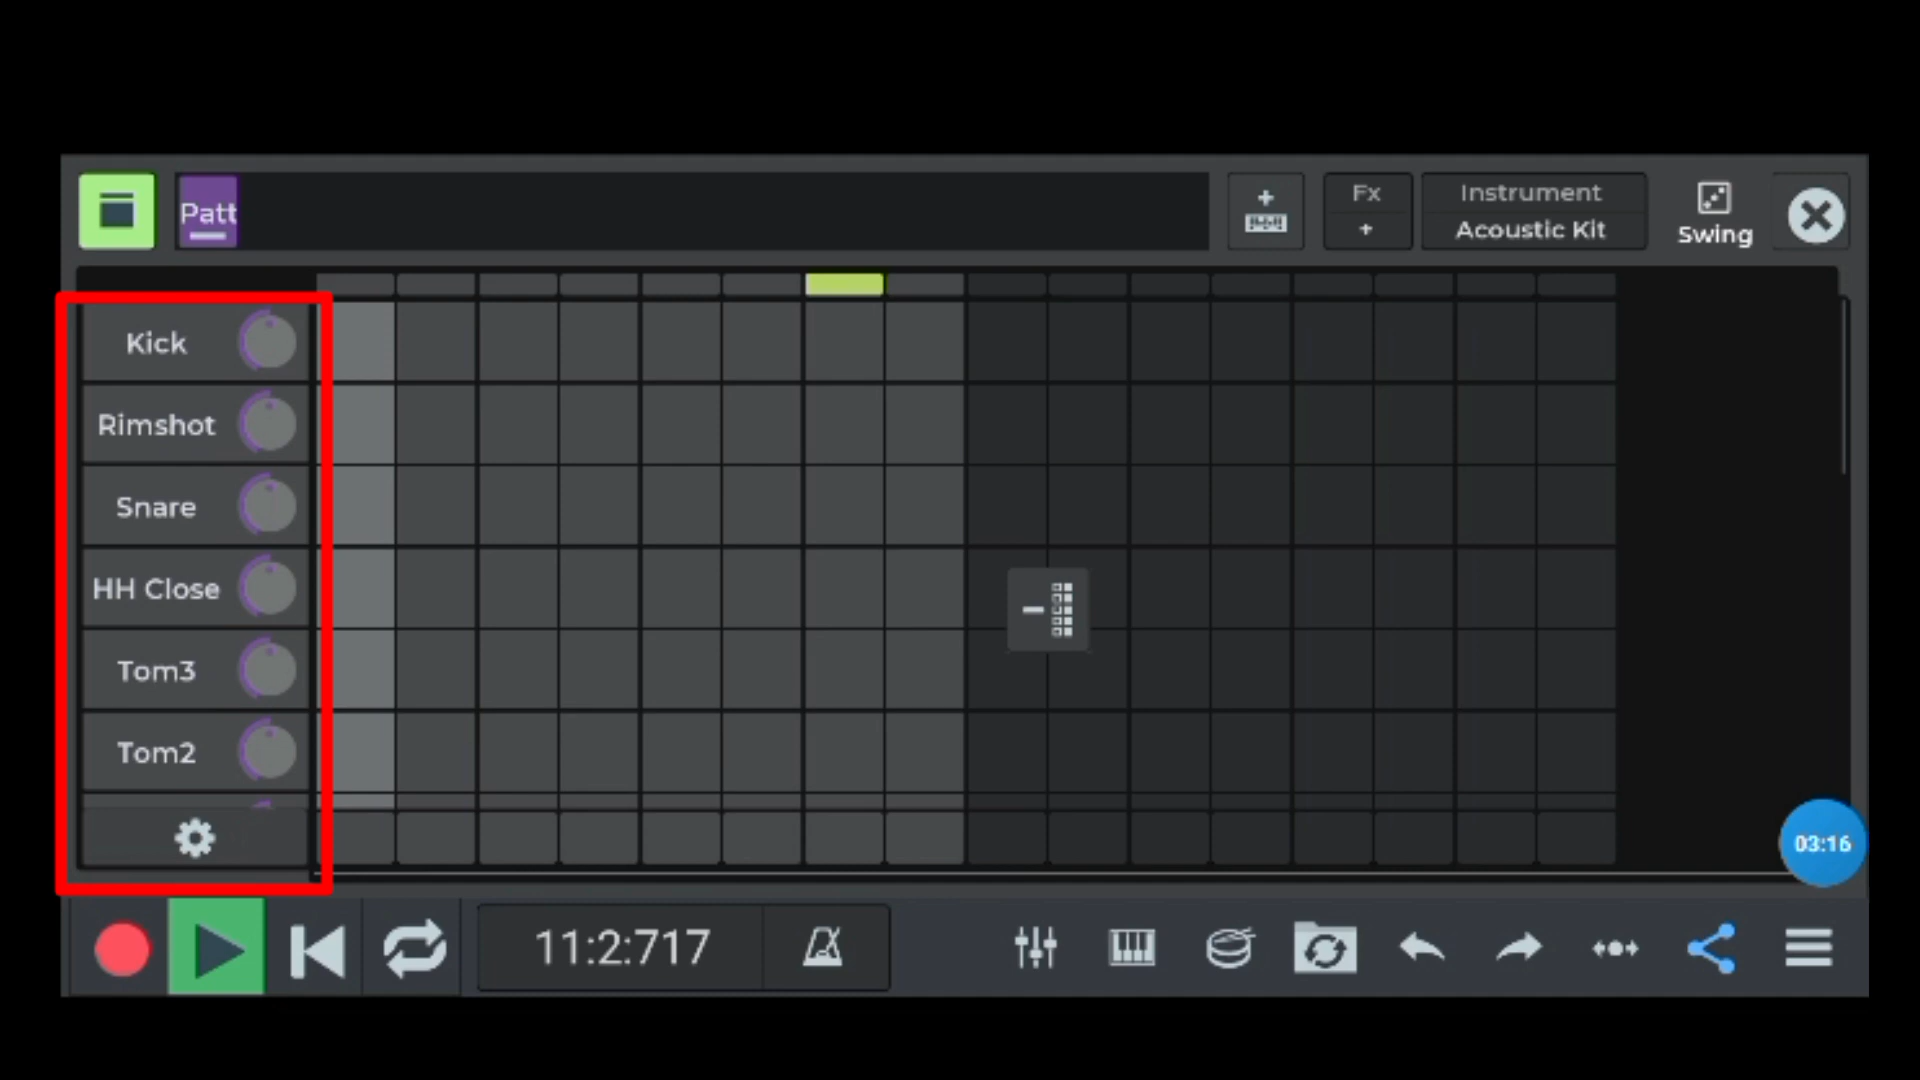 Patt
Fx
Instrument
Acoustic Kit
Swing
Kick
Rimshot
Snare
HH Close
Tom3
Tom2
03:16
11:2:717